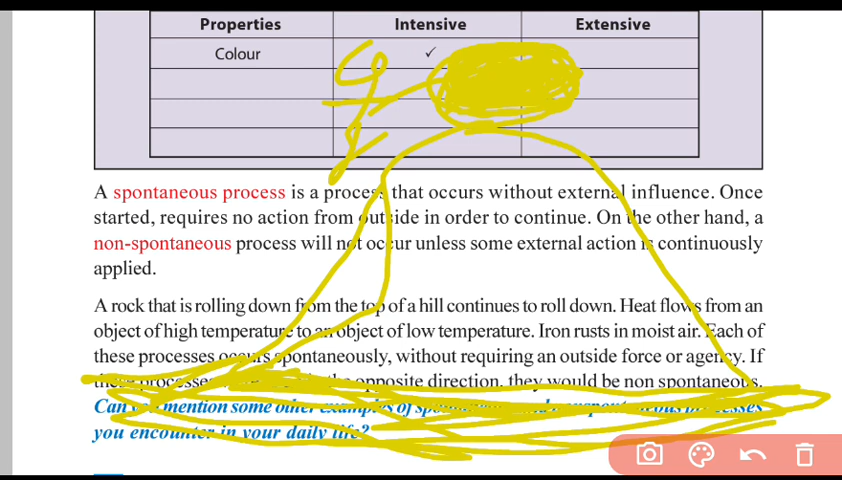 Properties Intensive Extensive
Colour ✓
A spontaneous process is a process that occurs without external influence. Once
started, requires no action from outside in order to continue. On the other hand, a
non-spontaneous process will not occur unless some external action is continuously
applied.
A rock that is rolling down from the top of a hill continues to roll down. Heat flows from an
object of high temperature to an object of low temperature. Iron rusts in moist air. Each of
these processes occurs spontaneously, without requiring an outside force or agency. If
these processes the opposite direction, they would be non spontaneous.
Can you mention some other examples of processes
you encounter in your daily life?